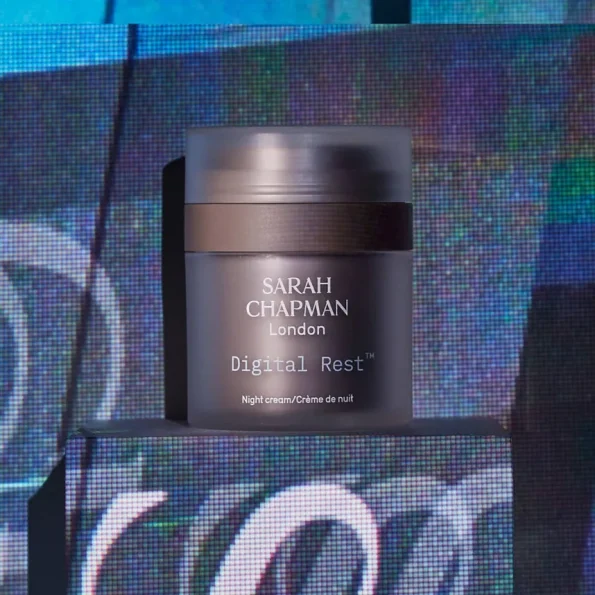 SARAH
CHAPMAN
London
Digital Rest™
Night cream/Crème de nuit